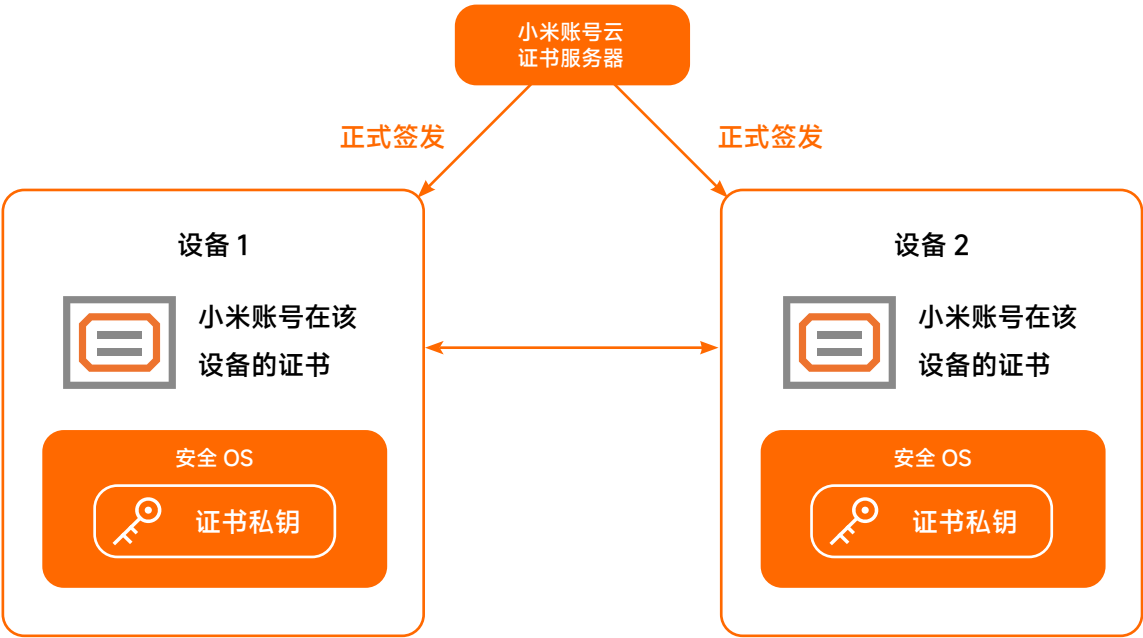 小米账号云
证书服务器
正式签发
正式签发
设备 1
小米账号在该
设备的证书
安全 OS
证书私钥
设备 2
小米账号在该
设备的证书
安全 OS
证书私钥